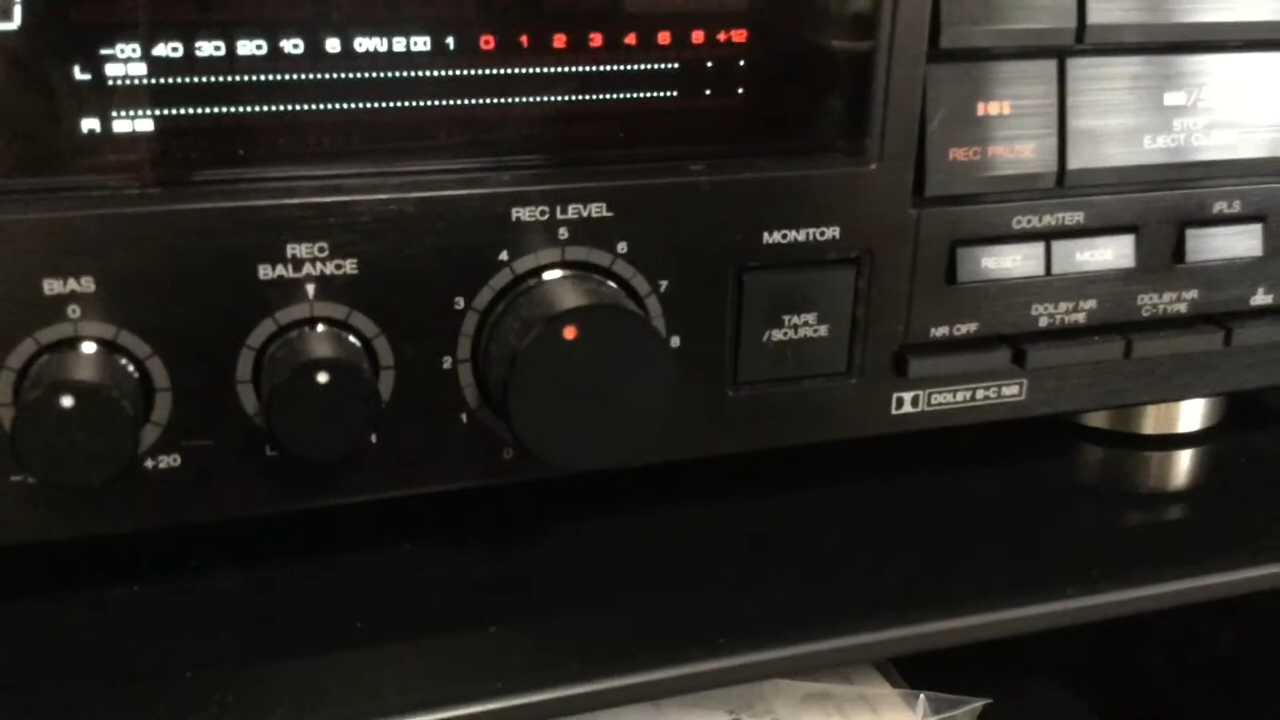 -∞ 40 30 20 10 6 0VU 2 1 0 1 2 3 4 6 8 +12
L
R
REC PAUSE
STOP
EJECT
COUNTER
RESET
MODE
IPLS
REC LEVEL
0 1 2 3 4 5 6 7 8
REC
BALANCE
L
BIAS
0
+20
MONITOR
TAPE
/SOURCE
NR OFF
DOLBY NR
B-TYPE
DOLBY NR
C-TYPE
dbx
DOLBY B-C NR